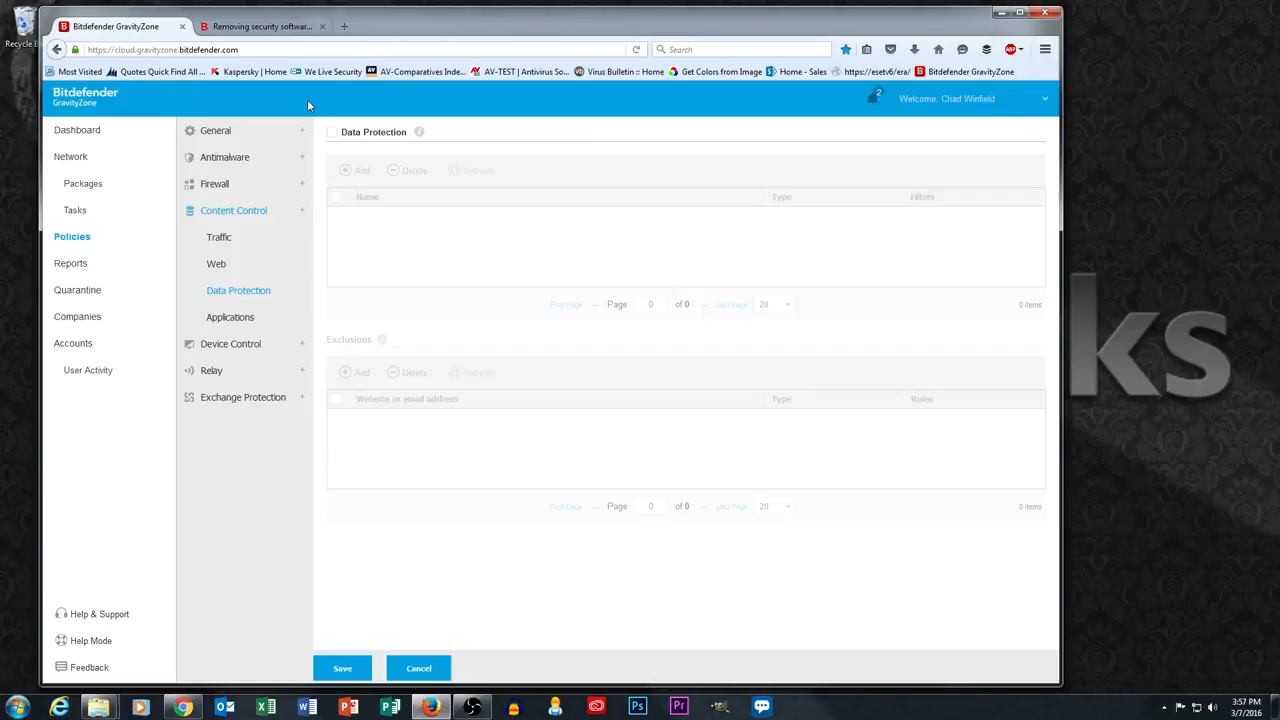 Bitdefender GravityZone
Removing security softwar...
https://cloud.gravityzone.bitdefender.com
Search
Most Visited
Quotes Quick Find All ...
Kaspersky | Home
We Live Security
AV-Comparatives Inde...
AV-TEST | Antivirus So...
Virus Bulletin :: Home
Get Colors from Image
Home - Sales
https://esetv6/era/
Bitdefender GravityZone
Bitdefender
GravityZone
2
Welcome, Chad Winfield
Dashboard
Network
Packages
Tasks
Policies
Reports
Quarantine
Companies
Accounts
User Activity
Help & Support
Help Mode
Feedback
General
Antimalware
Firewall
Content Control
Traffic
Web
Data Protection
Applications
Device Control
Relay
Exchange Protection
Data Protection
Add
Delete
Refresh
Name
Type
Filters
First Page
Page
0
of 0
Last Page
20
0 items
Exclusions
Add
Delete
Refresh
Website or email address
Type
Rules
First Page
Page
0
of 0
Last Page
20
0 items
Save
Cancel
Recycle B
ks
3:57 PM
3/7/2016